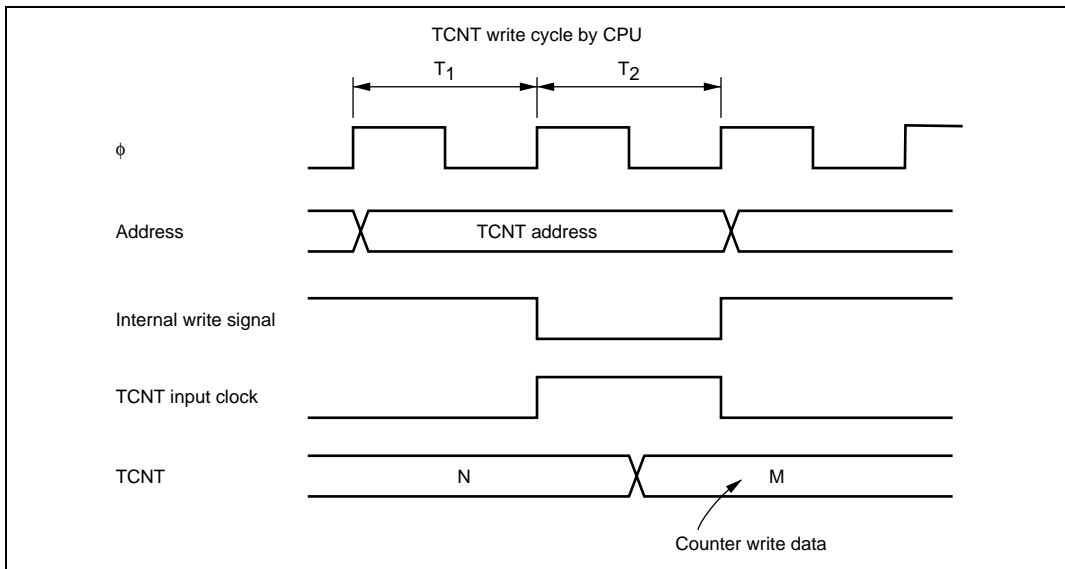 TCNT write cycle by CPU
T1 T2
ϕ
Address TCNT address
Internal write signal
TCNT input clock
TCNT N M
Counter write data